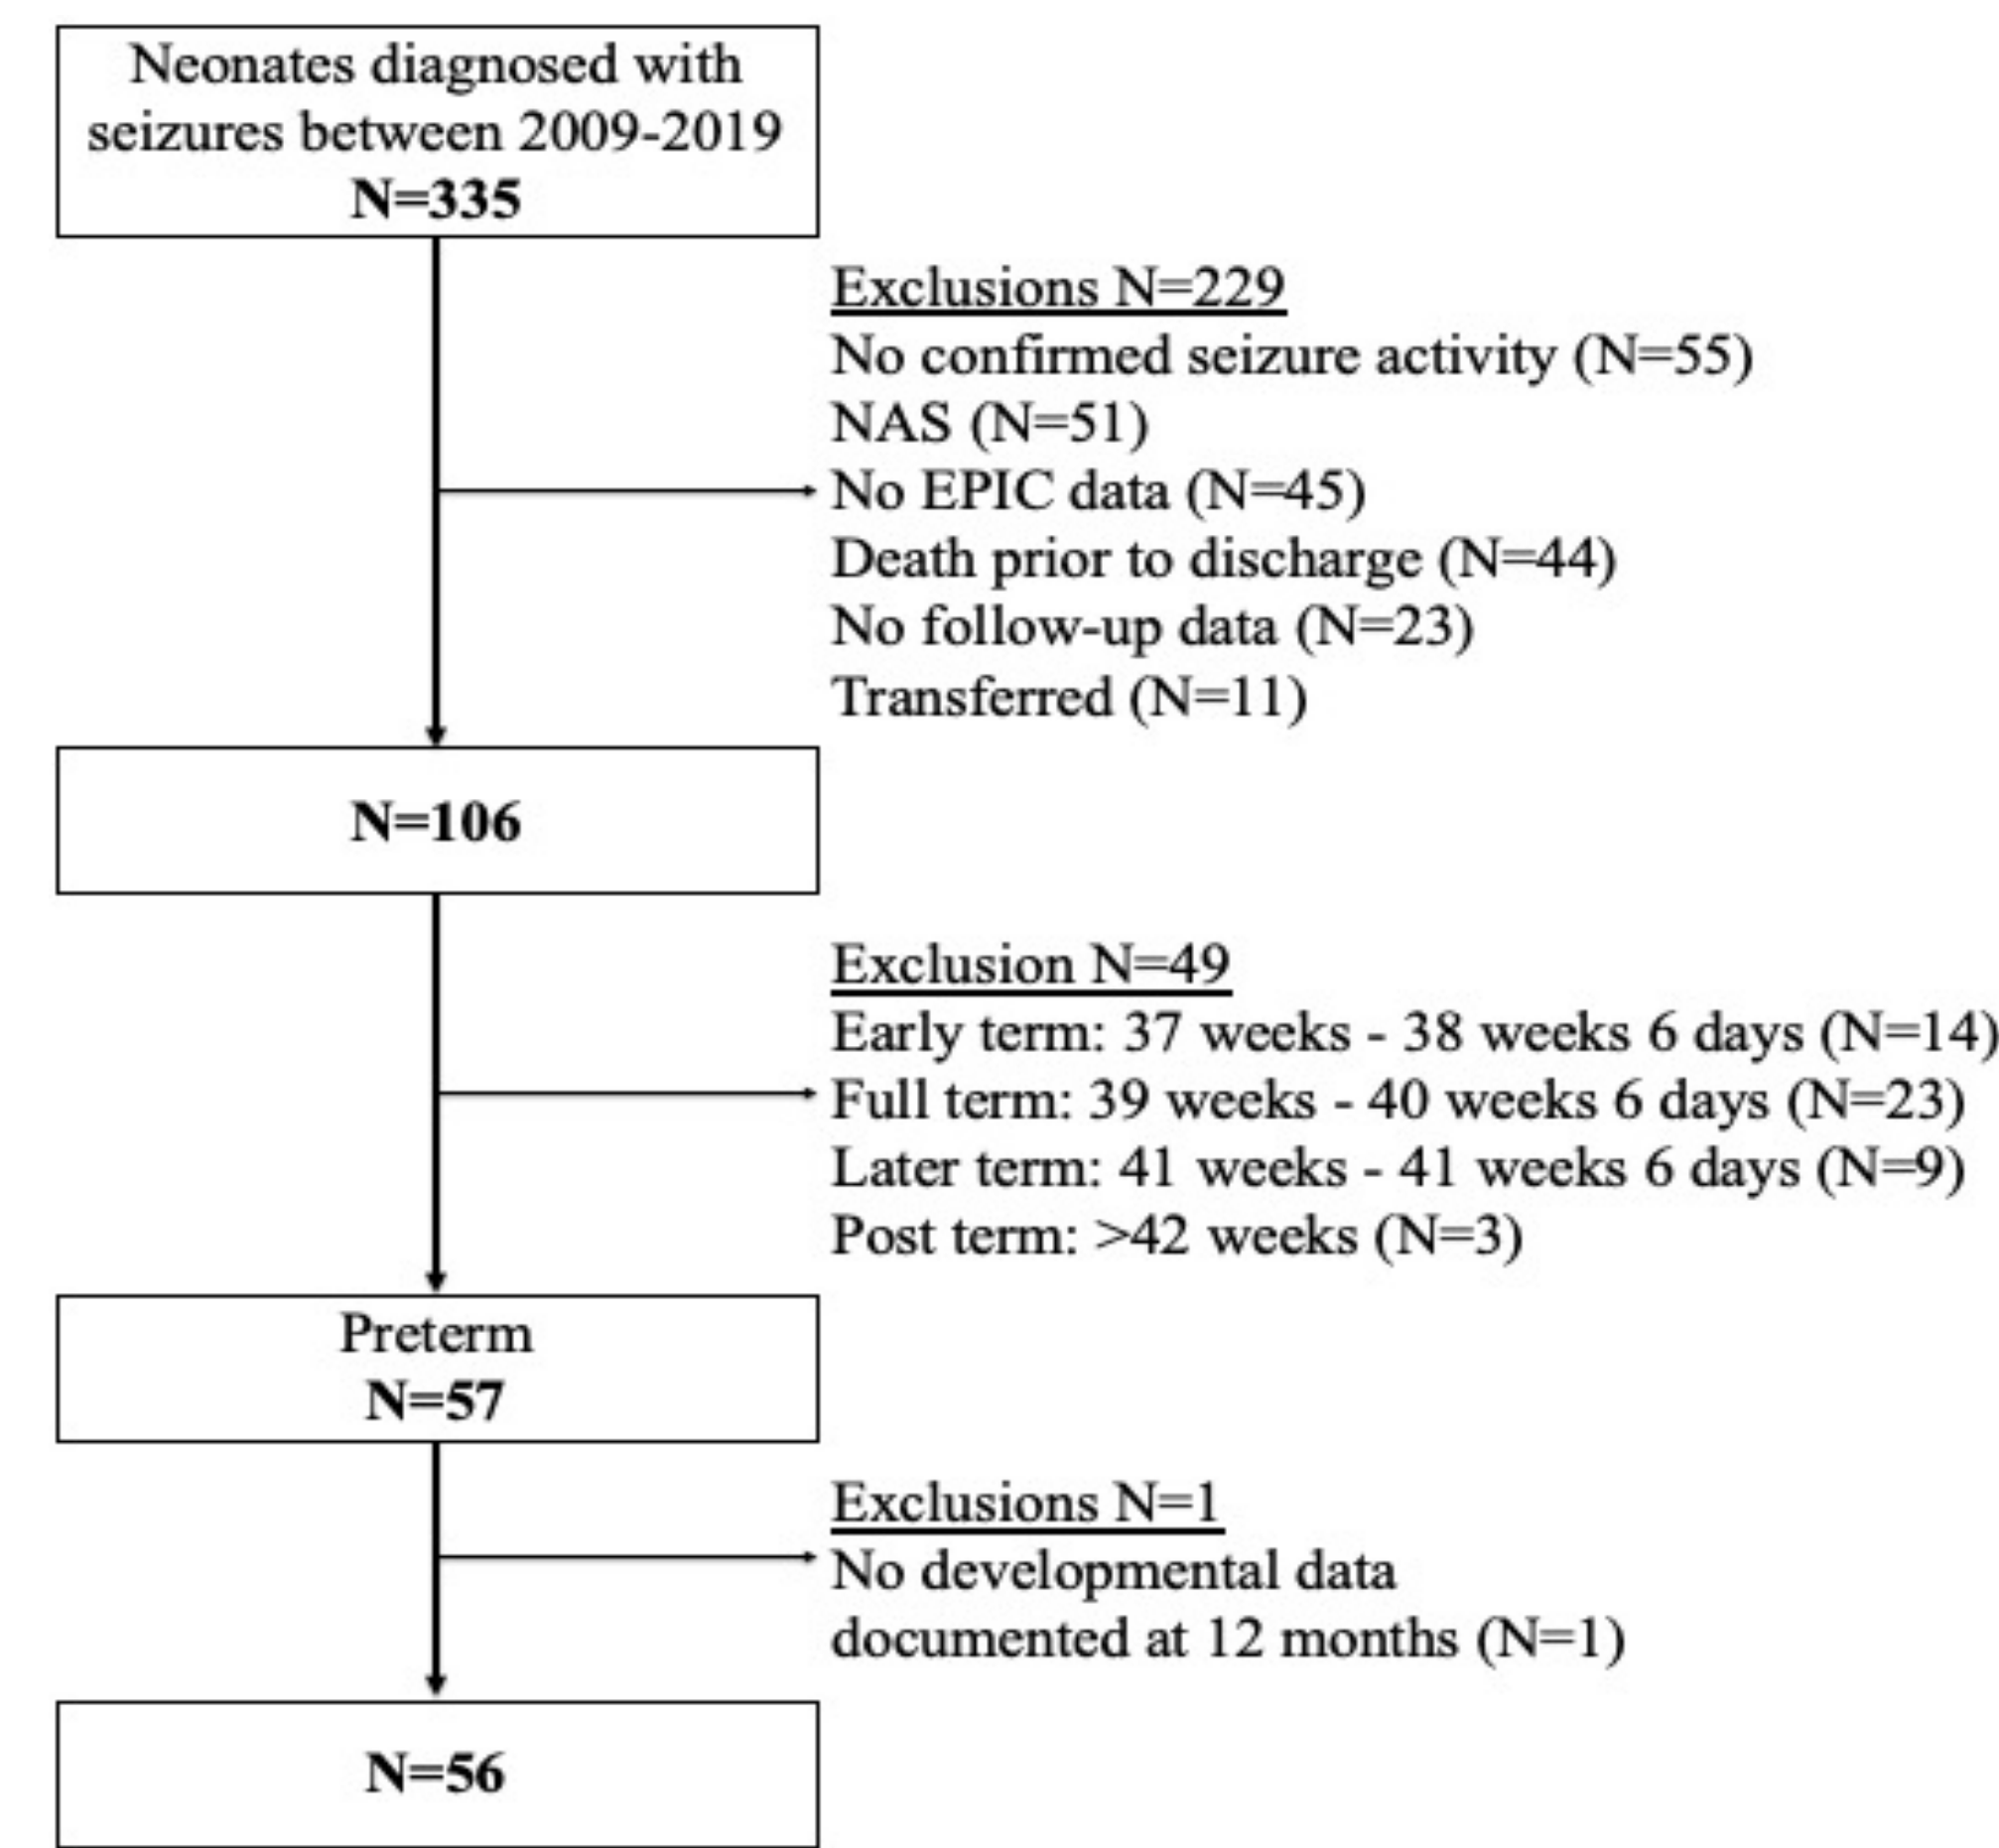 Neonates diagnosed with
seizures between 2009-2019
N=335
Exclusions N=229
No confirmed seizure activity (N=55)
NAS (N=51)
No EPIC data (N=45)
Death prior to discharge (N=44)
No follow-up data (N=23)
Transferred (N=11)
N=106
Exclusion N=49
Early term: 37 weeks - 38 weeks 6 days (N=14)
Full term: 39 weeks - 40 weeks 6 days (N=23)
Later term: 41 weeks - 41 weeks 6 days (N=9)
Post term: >42 weeks (N=3)
Preterm
N=57
Exclusions N=1
No developmental data
documented at 12 months (N=1)
N=56